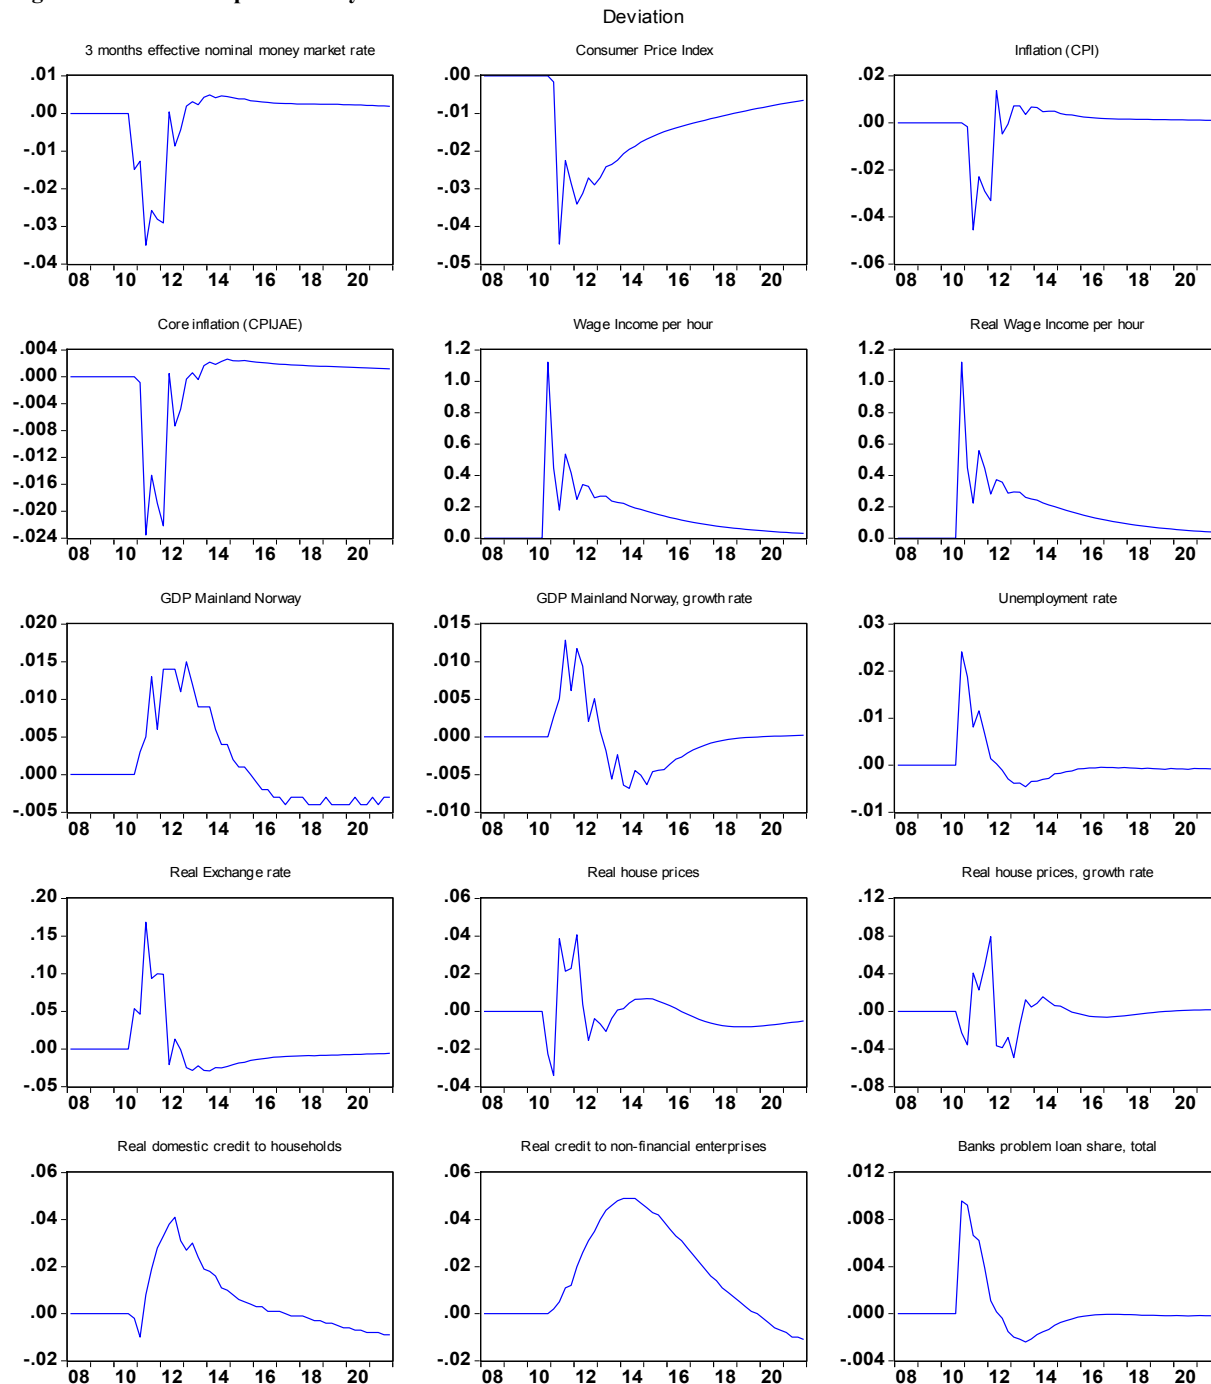 Deviation
3 months effective nominal money market rate
Consumer Price Index
Inflation (CPI)
.01
.00
-.01
-.02
-.03
-.04
08 10 12 14 16 18 20
.00
-.01
-.02
-.03
-.04
-.05
08 10 12 14 16 18 20
.02
.00
-.02
-.04
-.06
08 10 12 14 16 18 20
Core inflation (CPIJAE)
Wage Income per hour
Real Wage Income per hour
.004
.000
-.004
-.008
-.012
-.016
-.020
-.024
08 10 12 14 16 18 20
1.2
1.0
0.8
0.6
0.4
0.2
0.0
08 10 12 14 16 18 20
1.2
1.0
0.8
0.6
0.4
0.2
0.0
08 10 12 14 16 18 20
GDP Mainland Norway
GDP Mainland Norway, growth rate
Unemployment rate
.020
.015
.010
.005
.000
-.005
08 10 12 14 16 18 20
.015
.010
.005
.000
-.005
-.010
08 10 12 14 16 18 20
.03
.02
.01
.00
-.01
08 10 12 14 16 18 20
Real Exchange rate
Real house prices
Real house prices, growth rate
.20
.15
.10
.05
.00
-.05
08 10 12 14 16 18 20
.06
.04
.02
.00
-.02
-.04
08 10 12 14 16 18 20
.12
.08
.04
.00
-.04
-.08
08 10 12 14 16 18 20
Real domestic credit to households
Real credit to non-financial enterprises
Banks problem loan share, total
.06
.04
.02
.00
-.02
08 10 12 14 16 18 20
.06
.04
.02
.00
-.02
08 10 12 14 16 18 20
.012
.008
.004
.000
-.004
08 10 12 14 16 18 20